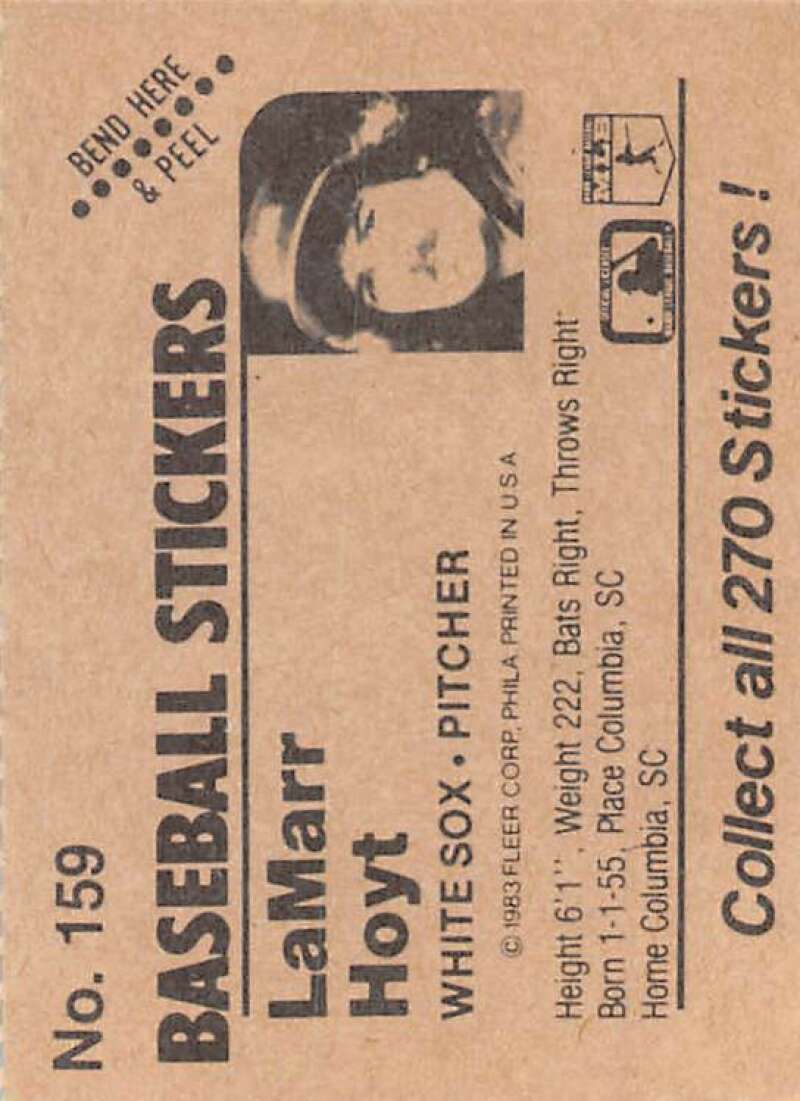 No. 159
BEND HERE
& PEEL
BASEBALL STICKERS
LaMarr
Hoyt
WHITE SOX • PITCHER
© 1983 FLEER CORP., PHILA. PRINTED IN U S A
Height 6'1'', Weight 222, Bats Right, Throws Right
Born 1-1-55, Place Columbia, SC
Home Columbia, SC
Collect all 270 Stickers!